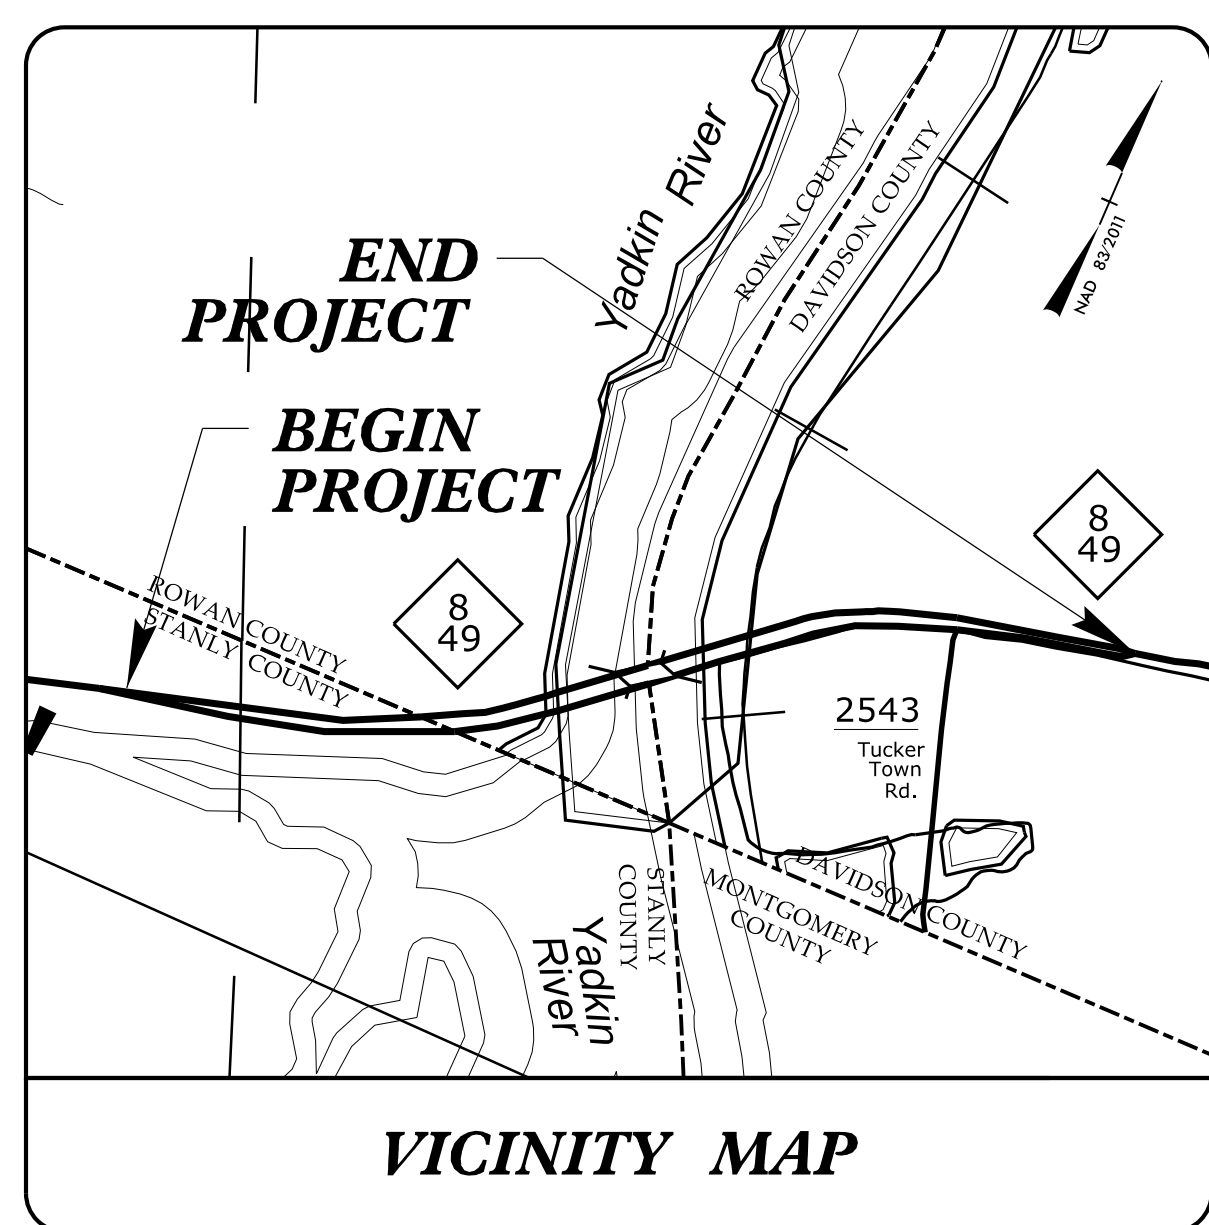 Yadkin River
ROWAN COUNTY
DAVIDSON COUNTY
NAD 83/2011
END
PROJECT
BEGIN
PROJECT
8
49
8
49
ROWAN COUNTY
STANLY COUNTY
2543
Tucker
Town
Rd.
DAVIDSON COUNTY
MONTGOMERY
COUNTY
STANLY
COUNTY
Yadkin
River
VICINITY MAP